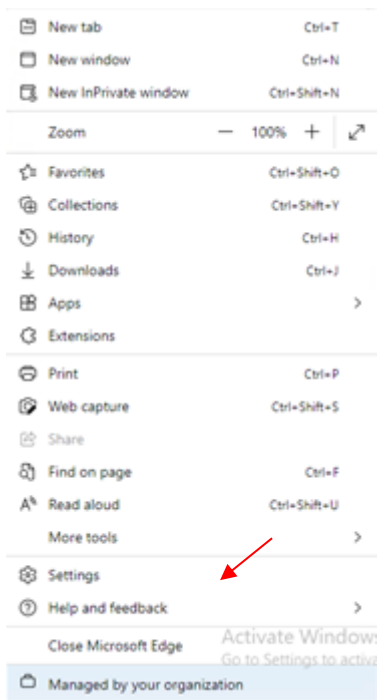 New tab Ctrl+T
New window Ctrl+N
New InPrivate window Ctrl+Shift+N
Zoom — 100% +
Favorites Ctrl+Shift+O
Collections Ctrl+Shift+Y
History Ctrl+H
Downloads Ctrl+J
Apps
Extensions
Print Ctrl+P
Web capture Ctrl+Shift+S
Share
Find on page Ctrl+F
Read aloud Ctrl+Shift+U
More tools
Settings
Help and feedback
Close Microsoft Edge
Activate Windows
Go to Settings to activa
Managed by your organization